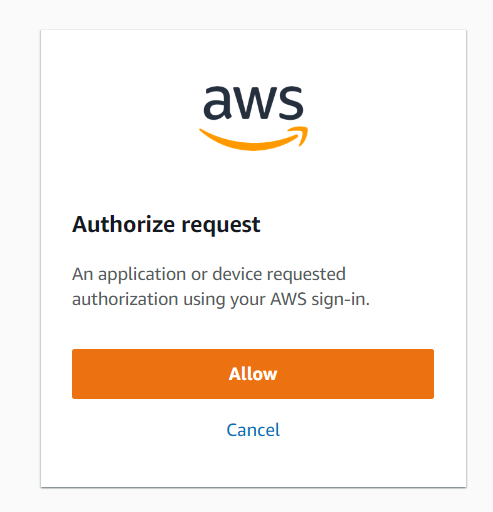 aws
Authorize request
An application or device requested
authorization using your AWS sign-in.
Allow
Cancel